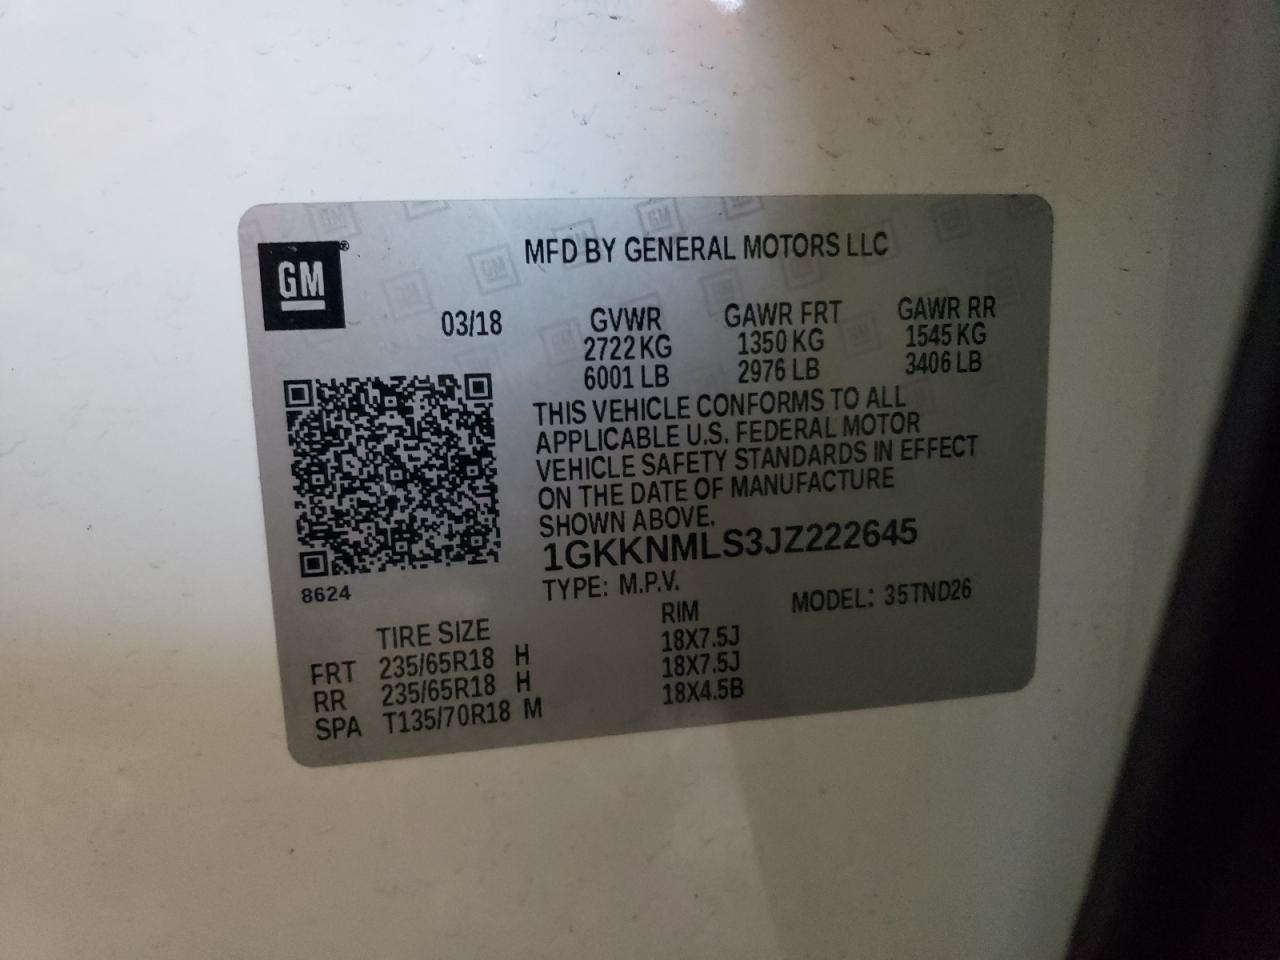 GM®
MFD BY GENERAL MOTORS LLC
03/18
GVWR GAWR FRT GAWR RR
2722 KG 1350 KG 1545 KG
6001 LB 2976 LB 3406 LB
THIS VEHICLE CONFORMS TO ALL
APPLICABLE U.S. FEDERAL MOTOR
VEHICLE SAFETY STANDARDS IN EFFECT
ON THE DATE OF MANUFACTURE
SHOWN ABOVE.
1GKKNMLS3JZ222645
TYPE: M.P.V. MODEL: 35TND26
8624
TIRE SIZE RIM
FRT 235/65R18 H 18X7.5J
RR 235/65R18 H 18X7.5J
SPA T135/70R18 M 18X4.5B